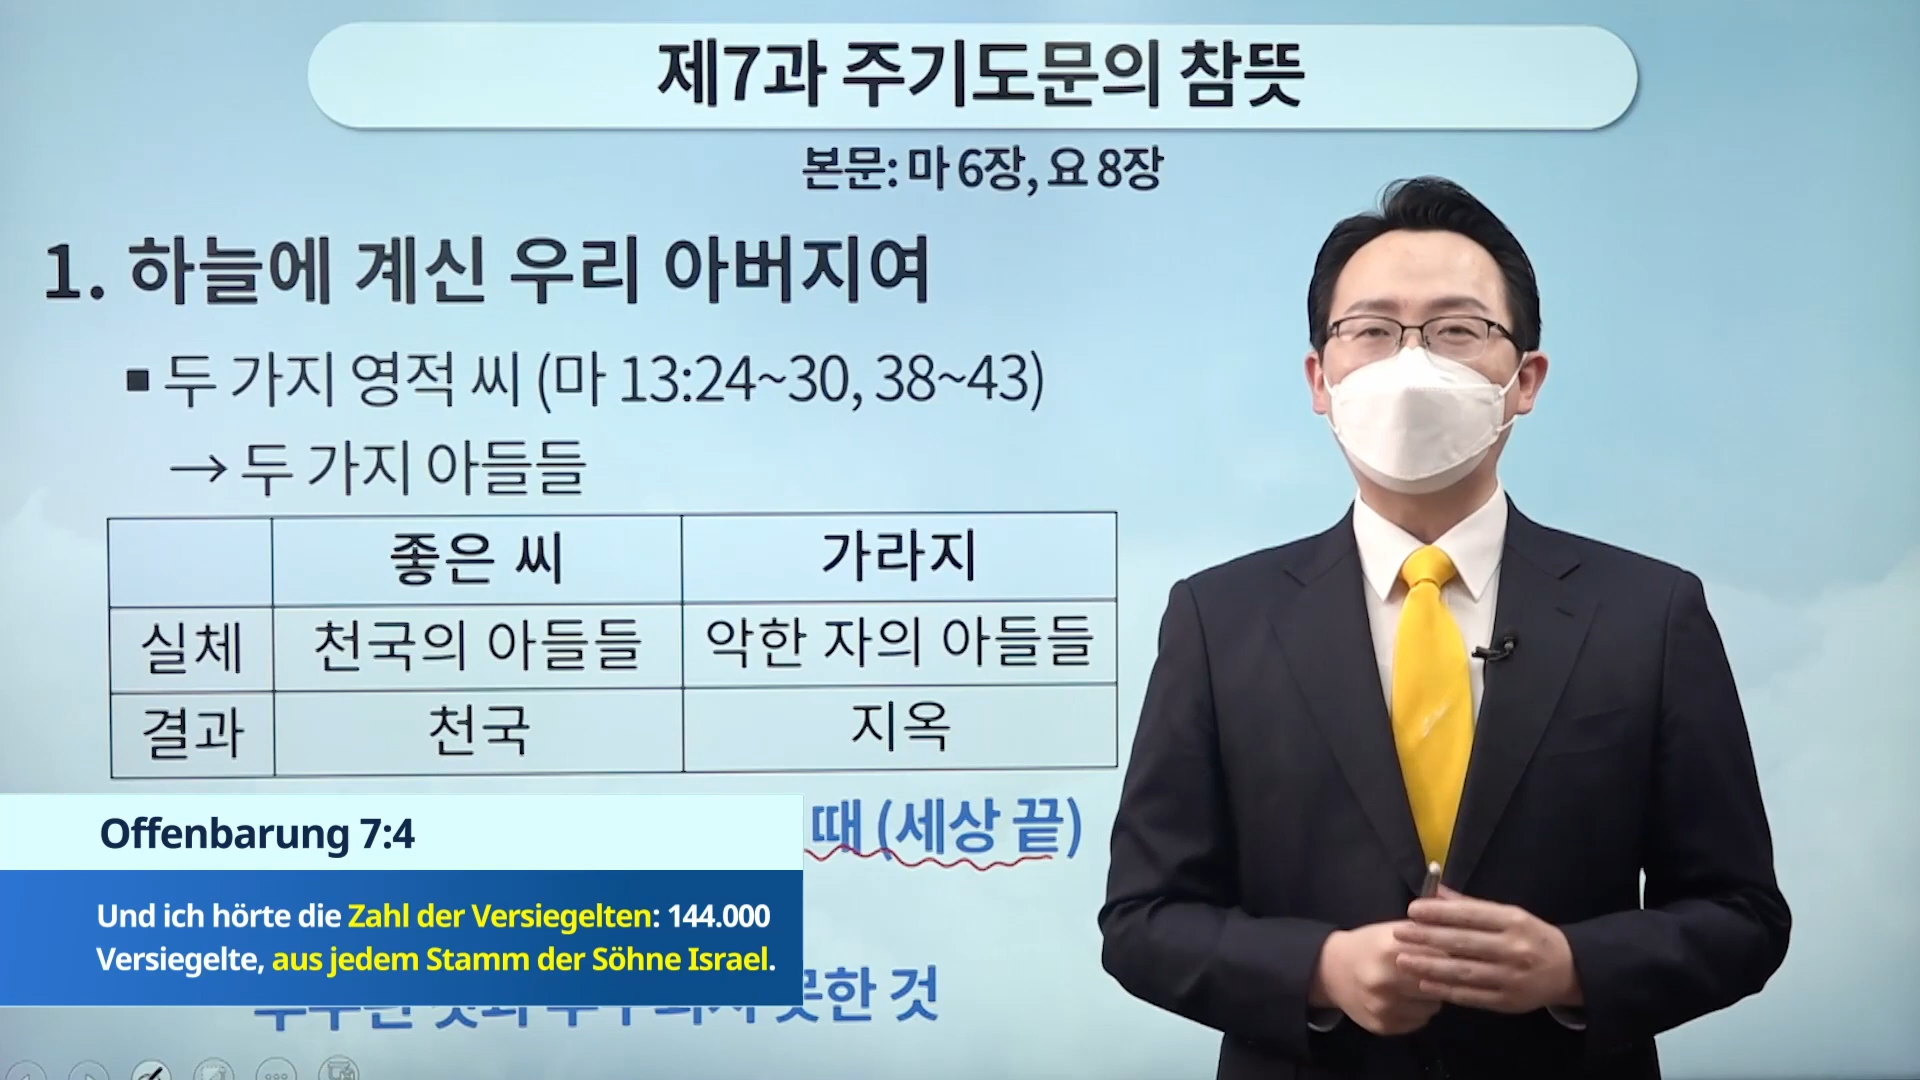 제7과 주기도문의 참뜻
본문: 마 6장, 요 8장
1. 하늘에 계신 우리 아버지여
▪ 두 가지 영적 씨 (마 13:24~30, 38~43)
→ 두 가지 아들들
좋은 씨 가라지
실체 천국의 아들들 악한 자의 아들들
결과 천국 지옥
때 (세상 끝)
것
Offenbarung 7:4
Und ich hörte die Zahl der Versiegelten: 144.000
Versiegelte, aus jedem Stamm der Söhne Israel.